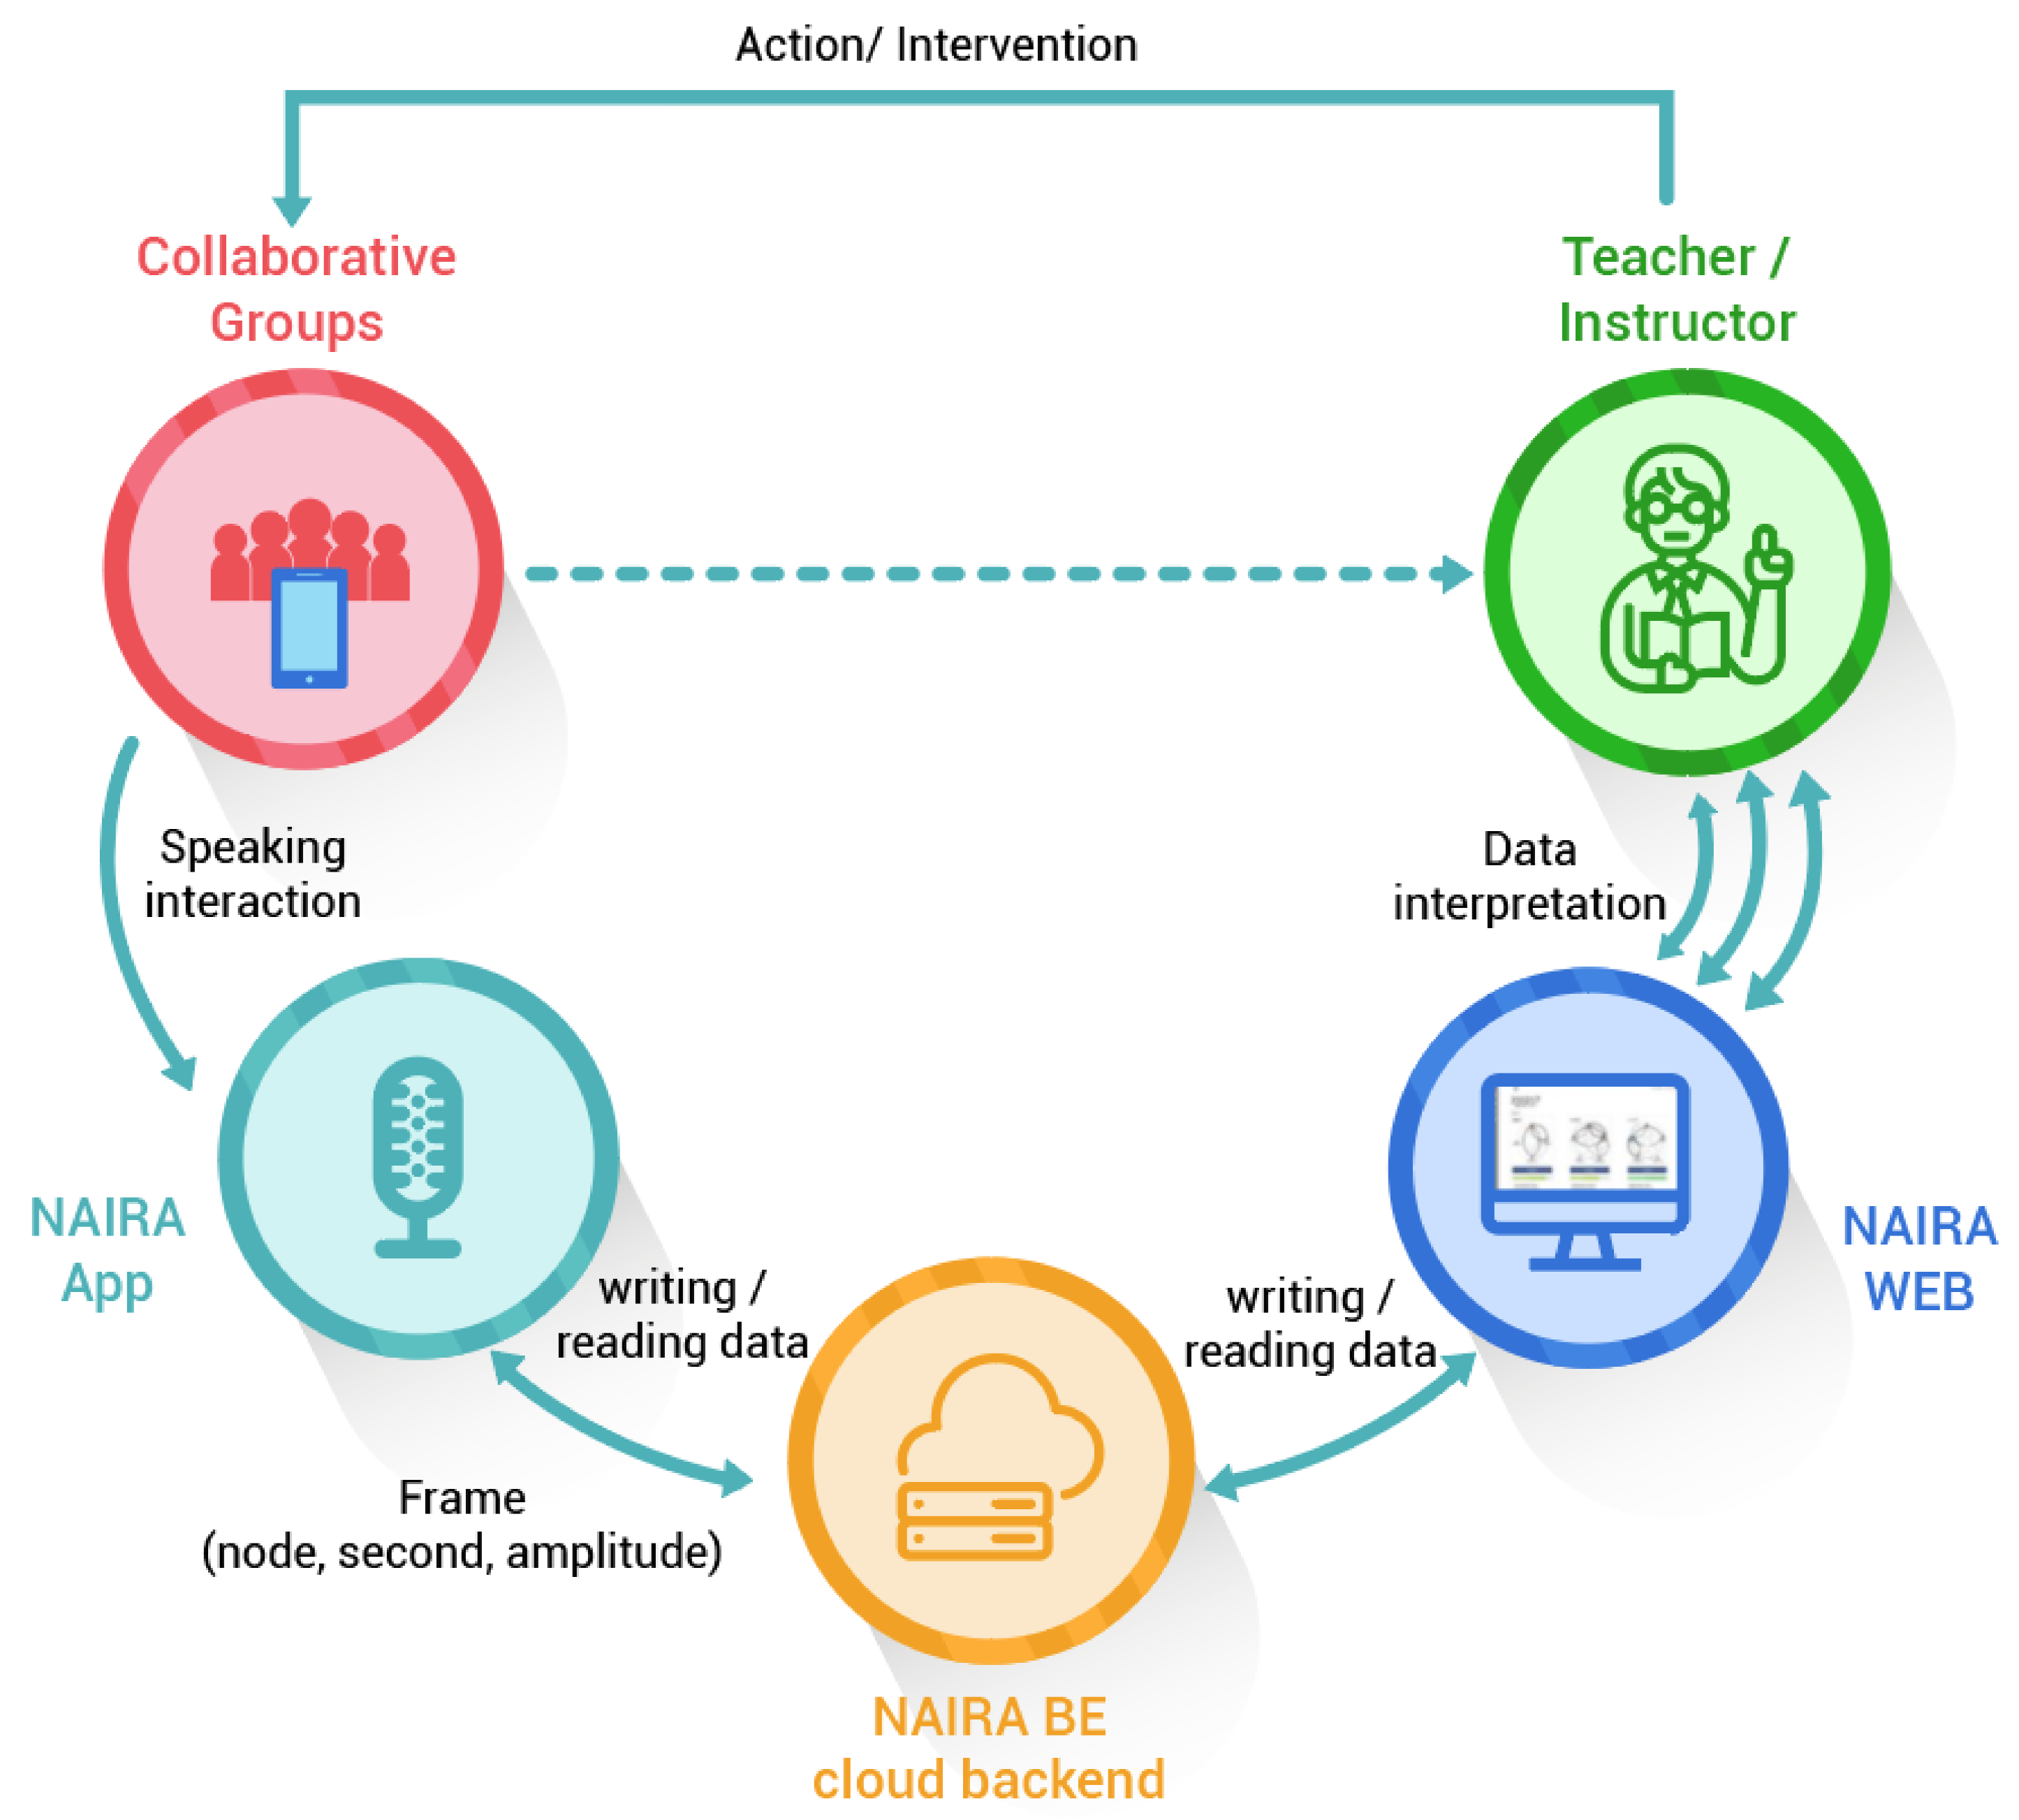 Action/ Intervention
Collaborative
Groups
Teacher /
Instructor
Speaking
interaction
Data
interpretation
NAIRA
App
writing /
reading data
writing /
reading data
NAIRA
WEB
Frame
(node, second, amplitude)
NAIRA BE
cloud backend